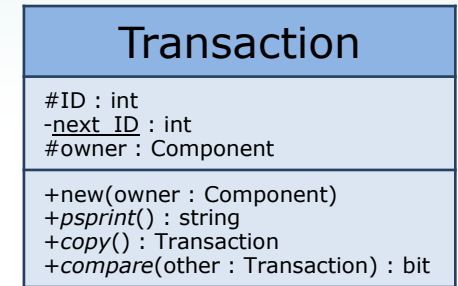 Transaction
#ID : int
-next_ID : int
#owner : Component
+new(owner : Component)
+psprint() : string
+copy() : Transaction
+compare(other : Transaction) : bit